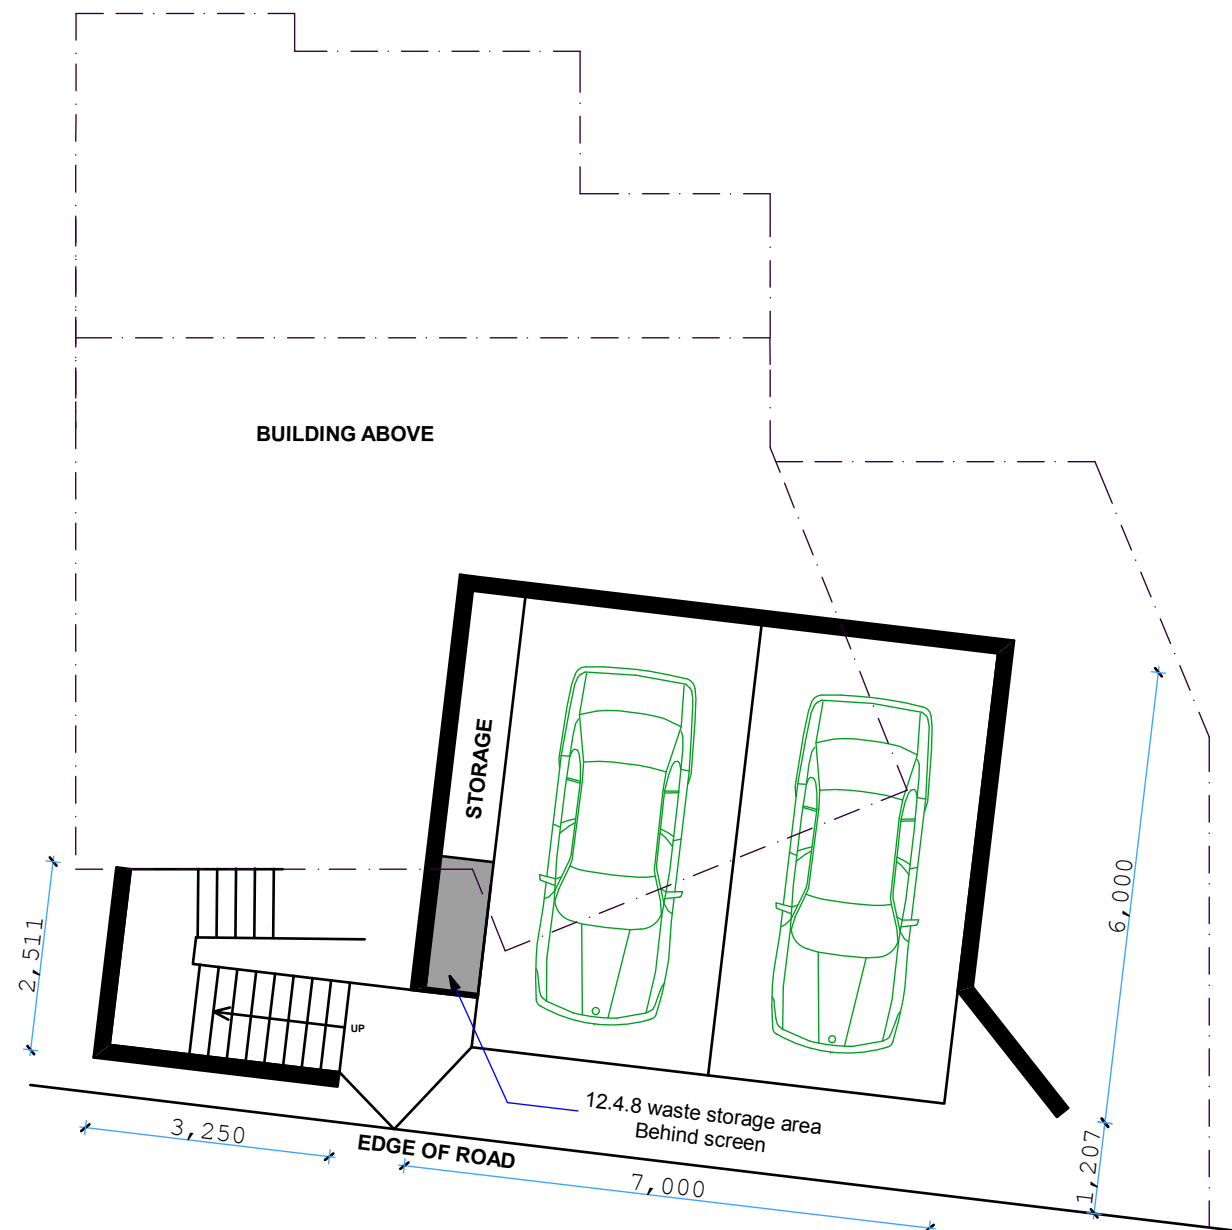 BUILDING ABOVE
STORAGE
2,511
6,000
UP
12.4.8 waste storage area
Behind screen
3,250
EDGE OF ROAD
7,000
1,207